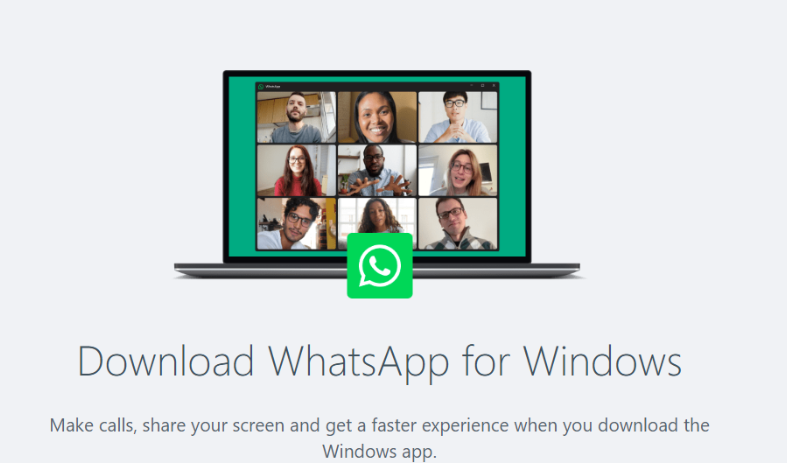 WhatsApp
Download WhatsApp for Windows
Make calls, share your screen and get a faster experience when you download the
Windows app.